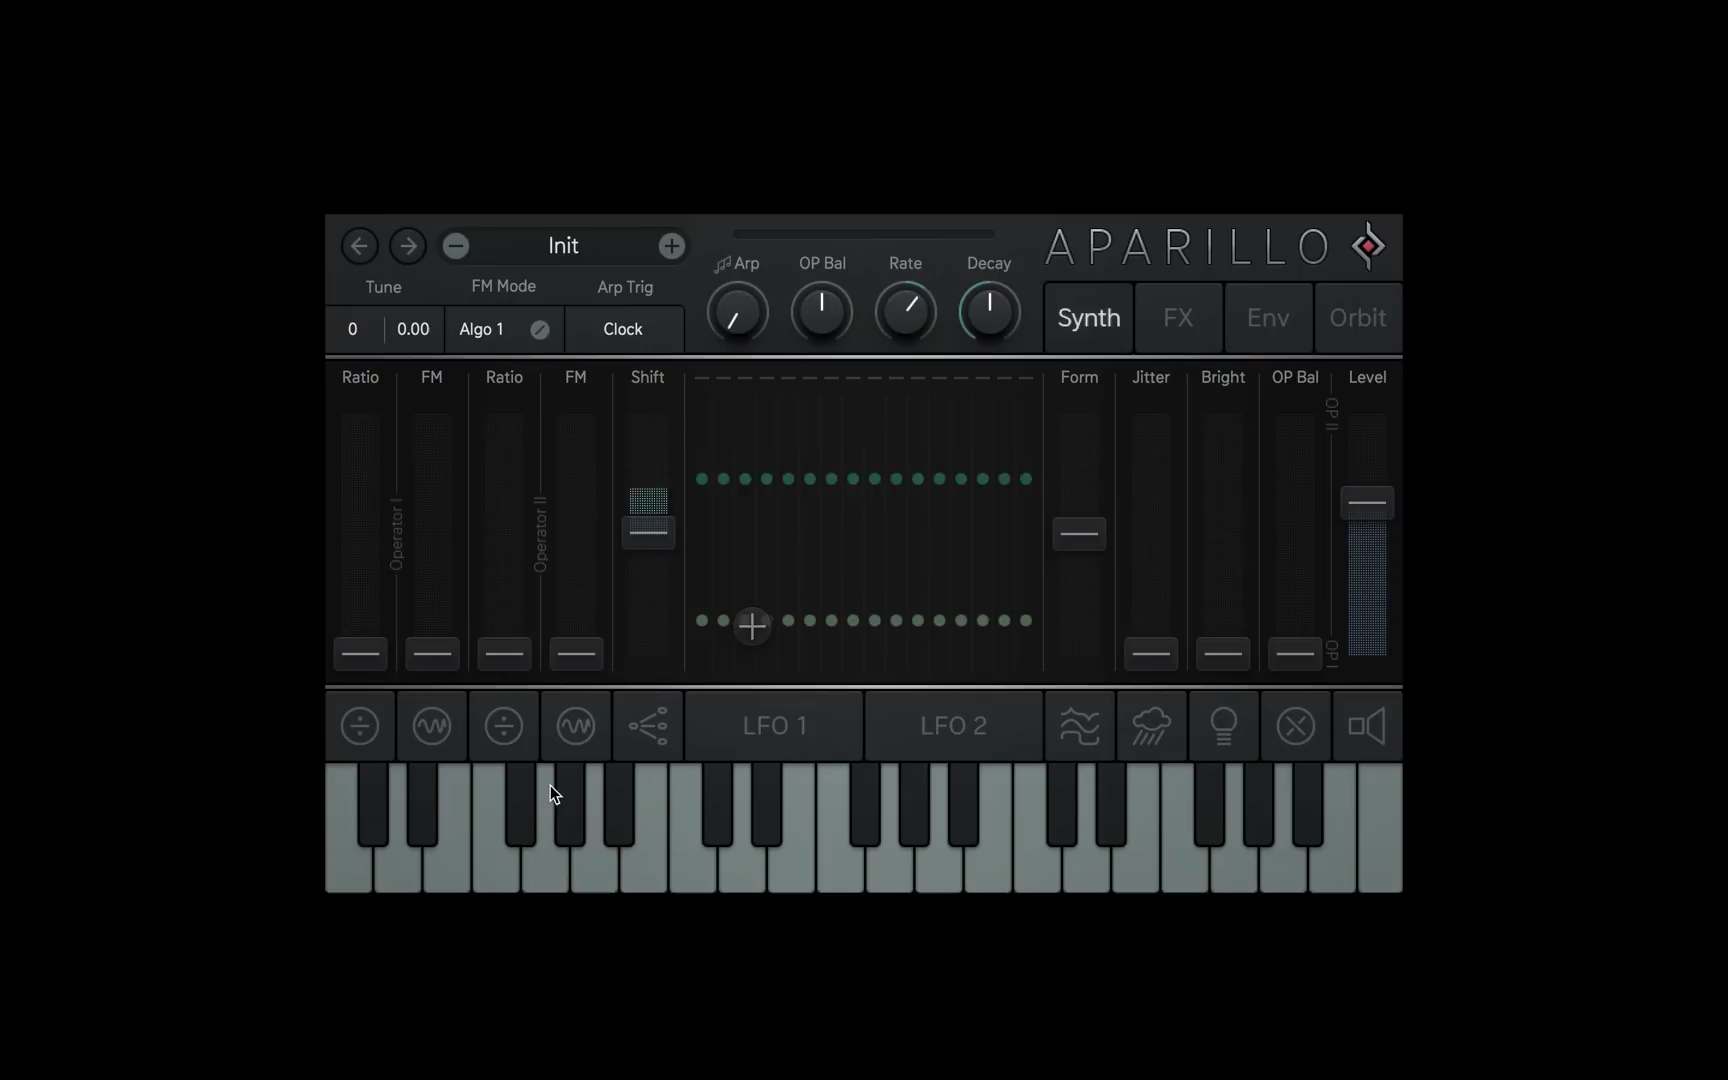 Init
APARILLO
Arp OP Bal Rate Decay
Tune FM Mode Arp Trig
0 0.00 Algo 1 Clock
Synth FX Env Orbit
Ratio FM Ratio FM Shift Form Jitter Bright OP Bal Level
Operator I
Operator II
OP II
OP I
LFO 1 LFO 2